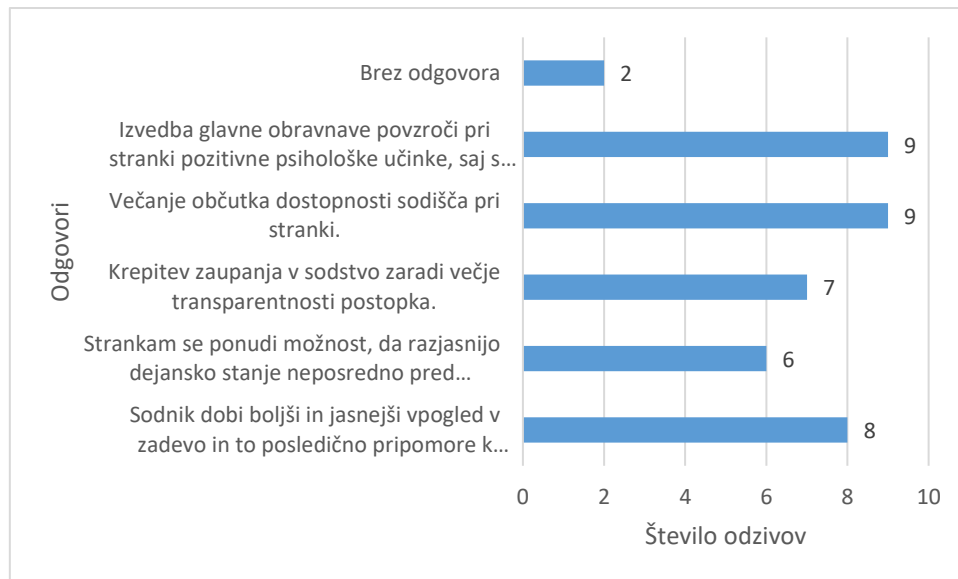 Brez odgovora
2
Izvedba glavne obravnave povzroči pri
stranki pozitivne psihološke učinke, saj s...
9
Večanje občutka dostopnosti sodišča pri
stranki.
9
Krepitev zaupanja v sodstvo zaradi večje
transparentnosti postopka.
7
Strankam se ponudi možnost, da razjasnijo
dejansko stanje neposredno pred...
6
Sodnik dobi boljši in jasnejši vpogled v
zadevo in to posledično pripomore k...
8
Odgovori
0 2 4 6 8 10
Število odzivov